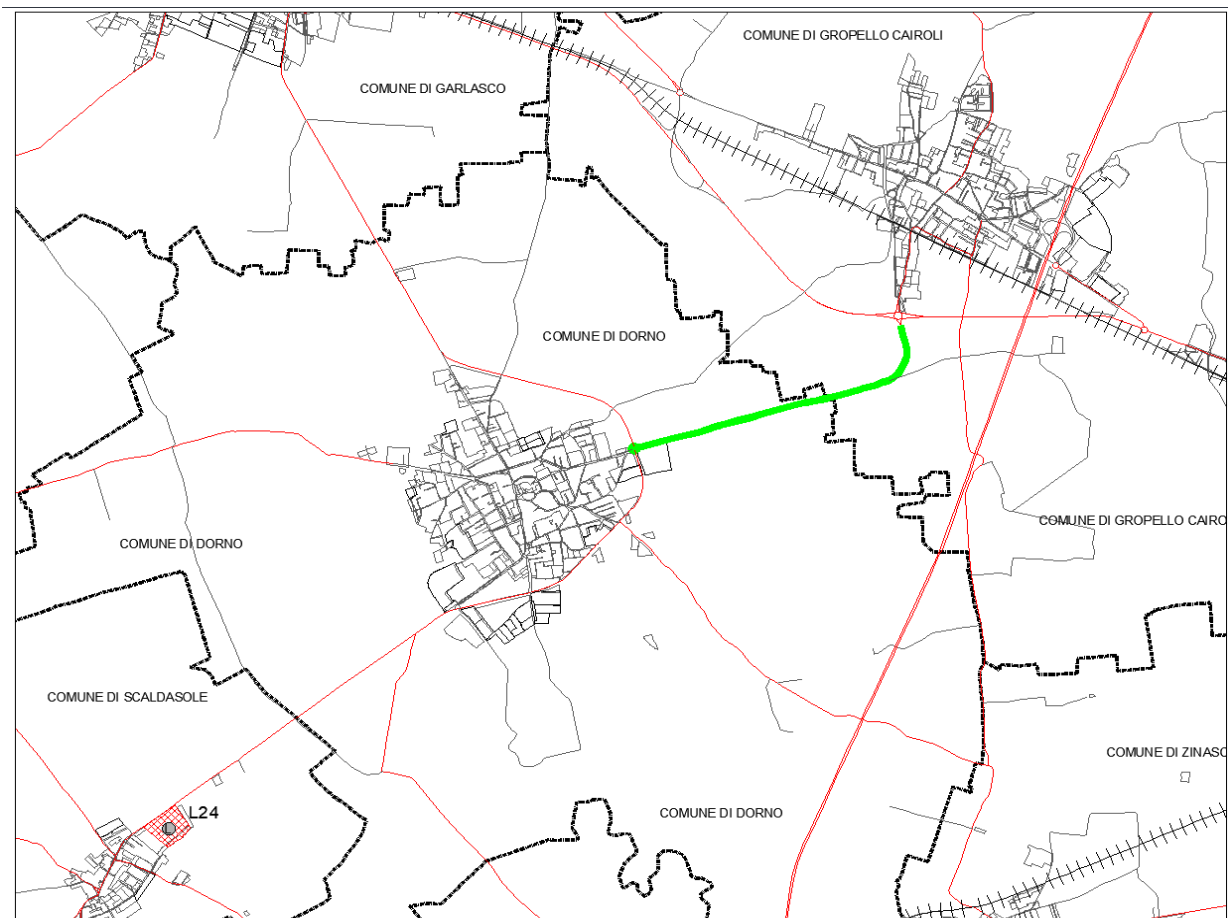 COMUNE DI GROPELLO CAIROLI
COMUNE DI GARLASCO
COMUNE DI DORNO
COMUNE DI GROPELLO CAIRO
COMUNE DI DORNO
COMUNE DI SCALDASOLE
COMUNE DI ZINASC
L24
COMUNE DI DORNO